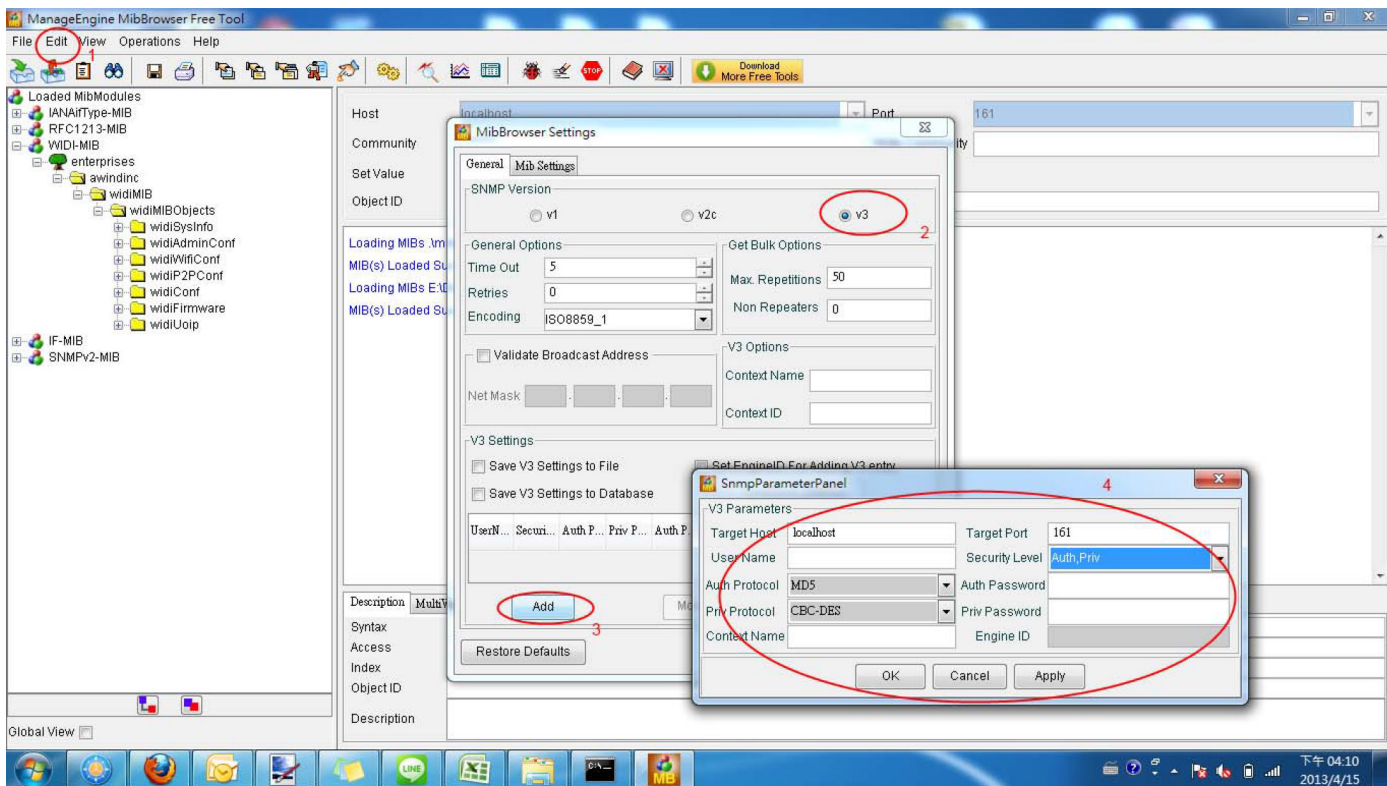 ManageEngine MibBrowser Free Tool
File Edit View Operations Help
1
STOP
Download
More Free Tools
Loaded MibModules
IANAifType-MIB
RFC1213-MIB
WIDI-MIB
enterprises
awindinc
widiMIB
widiMIBObjects
widiSysInfo
widiAdminConf
widiWifiConf
widiP2PConf
widiConf
widiFirmware
widiUoip
IF-MIB
SNMPv2-MIB
Global View
Host
localhost
Port
161
Community
Set Value
Object ID
Loading MIBs .\m
MIB(s) Loaded Su
Loading MIBs E:\D
MIB(s) Loaded Su
Description
Syntax
Access
Index
Object ID
Description
MibBrowser Settings
General Mib Settings
SNMP Version
v1 v2c v3
2
General Options
Time Out 5
Retries 0
Encoding ISO8859_1
Get Bulk Options
Max. Repetitions 50
Non Repeaters 0
Validate Broadcast Address
Net Mask . . .
V3 Options
Context Name
Context ID
V3 Settings
Save V3 Settings to File
Set EngineID For Adding V3 entry
Save V3 Settings to Database
UserN... Securi... Auth P... Priv P... Auth P.
Add
3
Restore Defaults
SnmpParameterPanel
4
V3 Parameters
Target Host localhost Target Port 161
User Name Security Level Auth,Priv
Auth Protocol MD5 Auth Password
Priv Protocol CBC-DES Priv Password
Context Name Engine ID
OK Cancel Apply
LINE
C:\_
MB
下午 04:10
2013/4/15